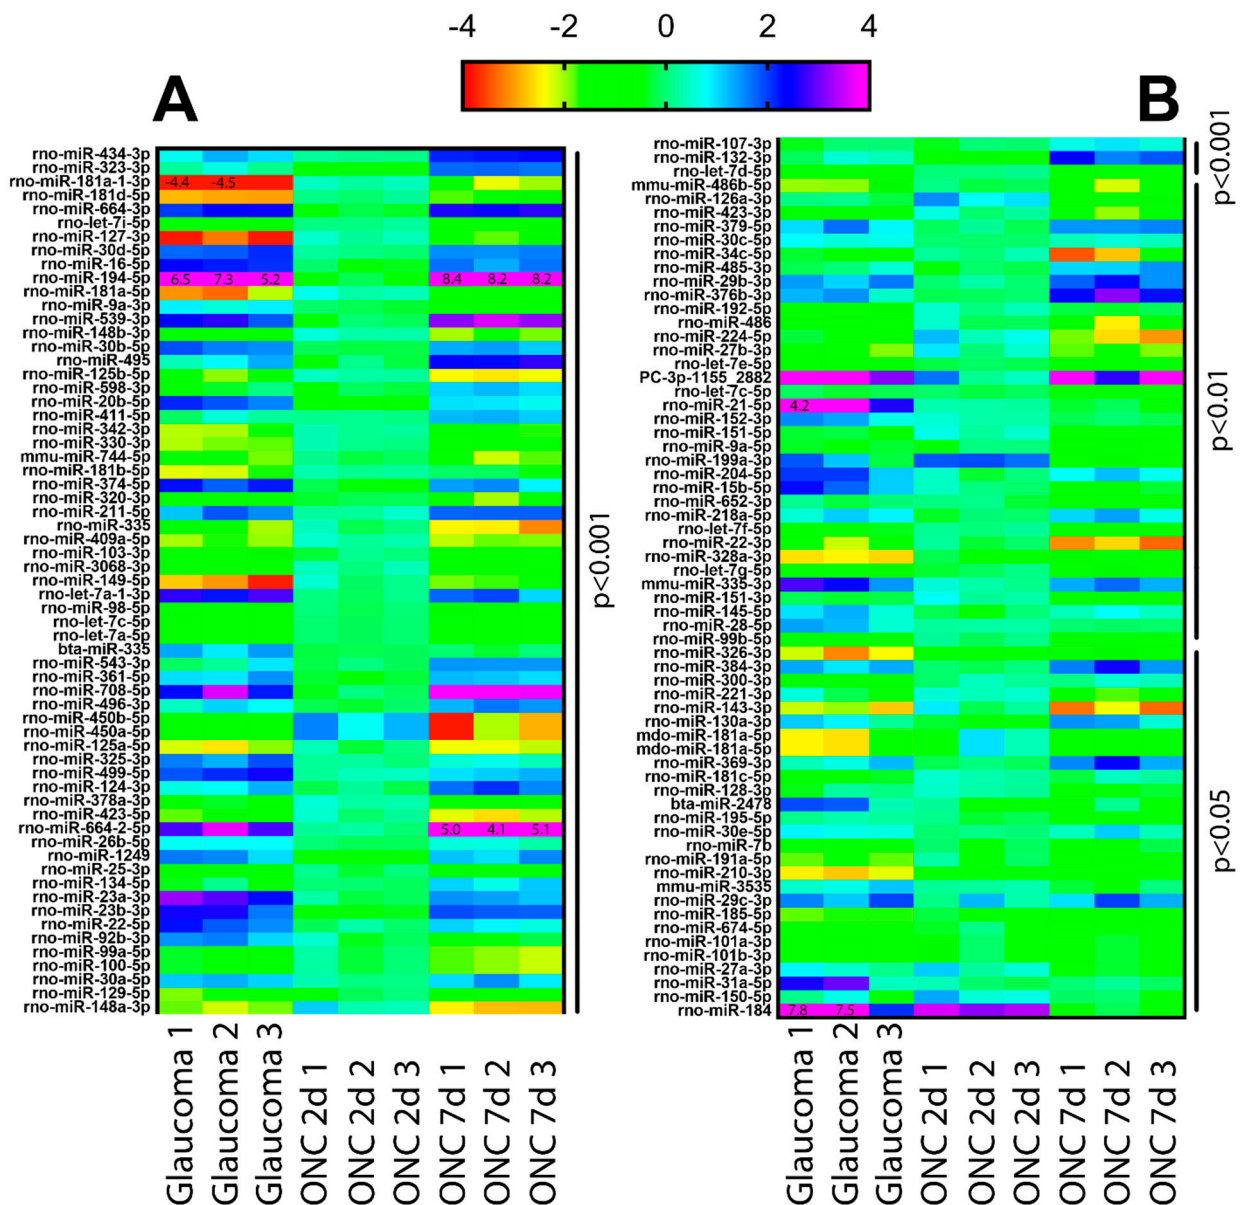 -4 -2 0 2 4
A
B
rno-miR-434-3p
rno-miR-323-3p
rno-miR-181a-1-3p -4.4 -4.5
rno-miR-181d-5p
rno-miR-664-3p
rno-let-7i-5p
rno-miR-127-3p
rno-miR-30d-5p
rno-miR-16-5p
rno-miR-194-5p 6.5 7.3 5.2 8.4 8.2 8.2
rno-miR-181a-5p
rno-miR-9a-3p
rno-miR-539-3p
rno-miR-148b-3p
rno-miR-30b-5p
rno-miR-495
rno-miR-125b-5p
rno-miR-598-3p
rno-miR-20b-5p
rno-miR-411-5p
rno-miR-342-3p
rno-miR-330-3p
mmu-miR-744-5p
rno-miR-181b-5p
rno-miR-374-5p
rno-miR-320-3p
rno-miR-211-5p
rno-miR-335
rno-miR-409a-5p
rno-miR-103-3p
rno-miR-3068-3p
rno-miR-149-5p
rno-let-7a-1-3p
rno-miR-98-5p
rno-let-7c-5p
rno-let-7a-5p
bta-miR-335
rno-miR-543-3p
rno-miR-361-5p
rno-miR-708-5p
rno-miR-496-3p
rno-miR-450b-5p
rno-miR-450a-5p
rno-miR-125a-5p
rno-miR-325-3p
rno-miR-499-5p
rno-miR-124-3p
rno-miR-378a-3p
rno-miR-423-5p
rno-miR-664-2-5p 5.0 4.1 5.1
rno-miR-26b-5p
rno-miR-1249
rno-miR-25-3p
rno-miR-134-5p
rno-miR-23a-3p
rno-miR-23b-3p
rno-miR-22-5p
rno-miR-92b-3p
rno-miR-99a-5p
rno-miR-100-5p
rno-miR-30a-5p
rno-miR-129-5p
rno-miR-148a-3p
p<0.001
Glaucoma 1
Glaucoma 2
Glaucoma 3
ONC 2d 1
ONC 2d 2
ONC 2d 3
ONC 7d 1
ONC 7d 2
ONC 7d 3
rno-miR-107-3p
rno-miR-132-3p
rno-let-7d-5p
mmu-miR-486b-5p
rno-miR-126a-3p
rno-miR-423-3p
rno-miR-379-5p
rno-miR-30c-5p
rno-miR-34c-5p
rno-miR-485-3p
rno-miR-29b-3p
rno-miR-376b-3p
rno-miR-192-5p
rno-miR-486
rno-miR-224-5p
rno-miR-27b-3p
rno-let-7e-5p
PC-3p-1155_2882
rno-let-7c-5p
rno-miR-21-5p 4.2
rno-miR-152-3p
rno-miR-151-5p
rno-miR-9a-5p
rno-miR-199a-3p
rno-miR-204-5p
rno-miR-15b-5p
rno-miR-652-3p
rno-miR-218a-5p
rno-let-7f-5p
rno-miR-22-3p
rno-miR-328a-3p
rno-let-7g-5p
mmu-miR-335-3p
rno-miR-151-3p
rno-miR-145-5p
rno-miR-28-5p
rno-miR-99b-5p
rno-miR-326-3p
rno-miR-384-3p
rno-miR-300-3p
rno-miR-221-3p
rno-miR-143-3p
rno-miR-130a-3p
mdo-miR-181a-5p
mdo-miR-181a-5p
rno-miR-369-3p
rno-miR-181c-5p
rno-miR-128-3p
bta-miR-2478
rno-miR-195-5p
rno-miR-30e-5p
rno-miR-7b
rno-miR-191a-5p
rno-miR-210-3p
mmu-miR-3535
rno-miR-29c-3p
rno-miR-185-5p
rno-miR-674-5p
rno-miR-101a-3p
rno-miR-101b-3p
rno-miR-27a-3p
rno-miR-31a-5p
rno-miR-150-5p
rno-miR-184 7.8 7.5
p<0.001
p<0.01
p<0.05
Glaucoma 1
Glaucoma 2
Glaucoma 3
ONC 2d 1
ONC 2d 2
ONC 2d 3
ONC 7d 1
ONC 7d 2
ONC 7d 3